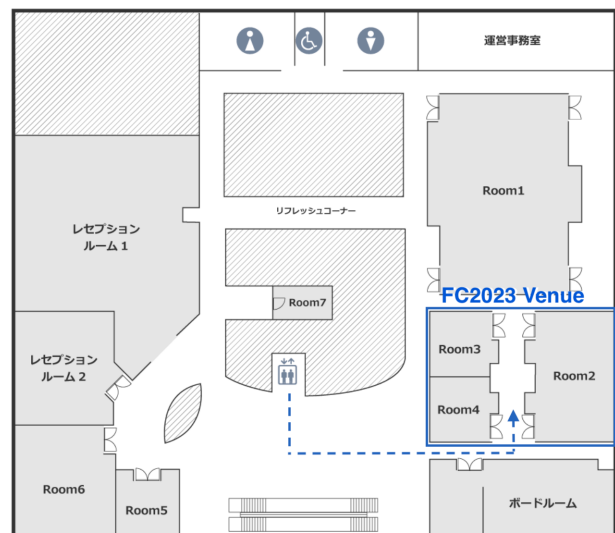 運営事務室
Room1
リフレッシュコーナー
レセプション
ルーム 1
FC2023 Venue
Room7
Room3
Room2
レセプション
ルーム 2
Room4
Room6
Room5
ボードルーム